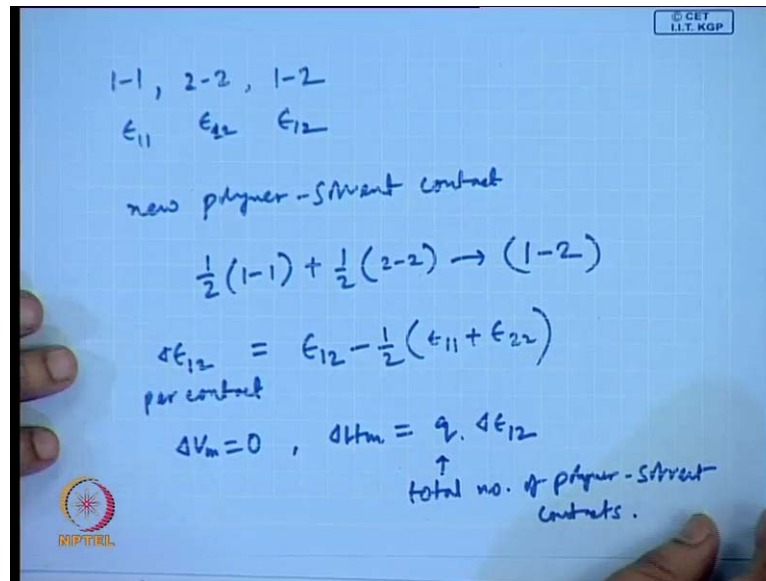 © CET
I.I.T. KGP
1-1 , 2-2 , 1-2
ϵ₁₁ ϵ₂₂ ϵ₁₂
new polymer-solvent contact
½(1-1) + ½(2-2) → (1-2)
Δϵ₁₂ = ϵ₁₂ - ½(ϵ₁₁ + ϵ₂₂)
per contact
ΔVₘ = 0 , ΔHₘ = q. Δϵ₁₂
↑
total no. of polymer-solvent
contacts.
NPTEL